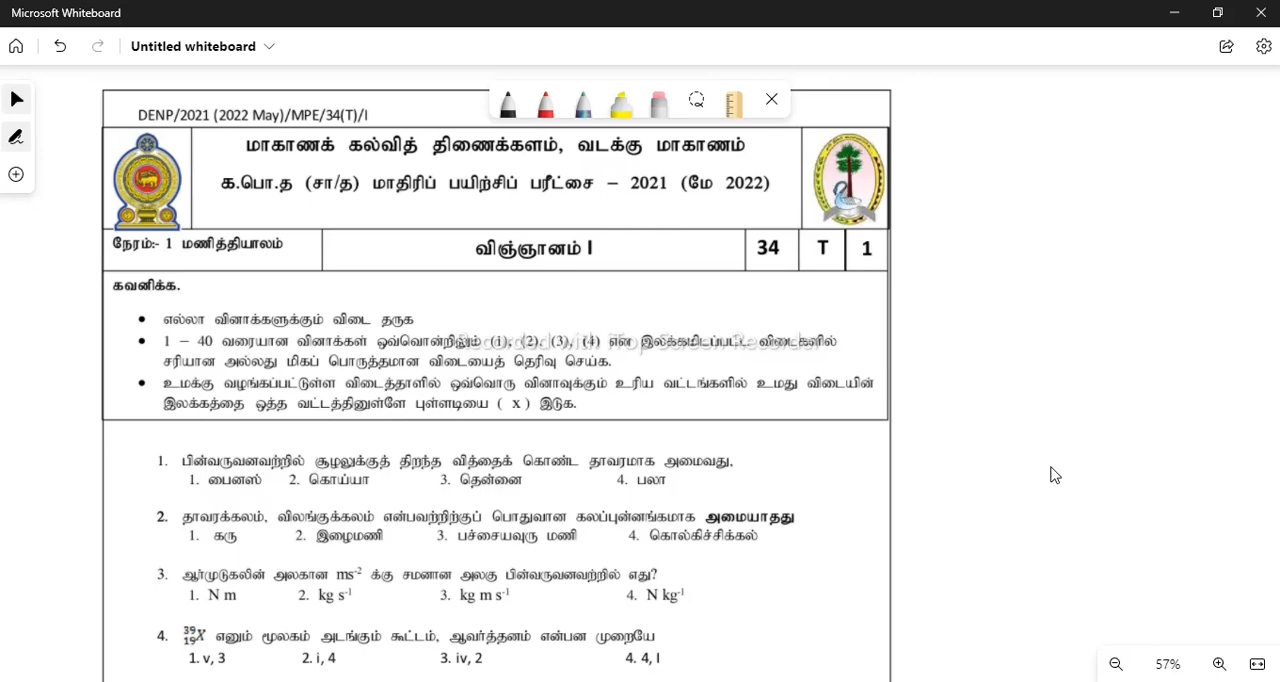 Microsoft Whiteboard
Untitled whiteboard
DENP/2021 (2022 May)/MPE/34(T)/I
மாகாணக் கல்வித் திணைக்களம், வடக்கு மாகாணம்
க.பொ.த (சா/த) மாதிரிப் பயிற்சிப் பரீட்சை – 2021 (மே 2022)
நேரம்:- 1 மணித்தியாலம்
விஞ்ஞானம் I
34 T 1
கவனிக்க.
• எல்லா வினாக்களுக்கும் விடை தருக
Recorded with iTop Screen Recorder
• 1 – 40 வரையான வினாக்கள் ஒவ்வொன்றிலும் (1), (2), (3), (4) என இலக்கமிடப்பட்ட விடைகளில்
சரியான அல்லது மிகப் பொருத்தமான விடையைத் தெரிவு செய்க.
• உமக்கு வழங்கப்பட்டுள்ள விடைத்தாளில் ஒவ்வொரு வினாவுக்கும் உரிய வட்டங்களில் உமது விடையின்
இலக்கத்தை ஒத்த வட்டத்தினுள்ளே புள்ளடியை ( x ) இடுக.
1. பின்வருவனவற்றில் சூழலுக்குத் திறந்த வித்தைக் கொண்ட தாவரமாக அமைவது,
1. பைனஸ் 2. கொய்யா 3. தென்னை 4. பலா
2. தாவரக்கலம், விலங்குக்கலம் என்பவற்றிற்குப் பொதுவான கலப்புன்னங்கமாக அமையாதது
1. கரு 2. இழைமணி 3. பச்சையவுரு மணி 4. கொல்கிச்சிக்கல்
3. ஆர்முடுகலின் அலகான ms⁻² க்கு சமனான அலகு பின்வருவனவற்றில் எது?
1. N m 2. kg s⁻¹ 3. kg m s⁻¹ 4. N kg⁻¹
4. ³⁹₁₉X எனும் மூலகம் அடங்கும் கூட்டம், ஆவர்த்தனம் என்பன முறையே
1. v, 3 2. i, 4 3. iv, 2 4. 4, I
57%